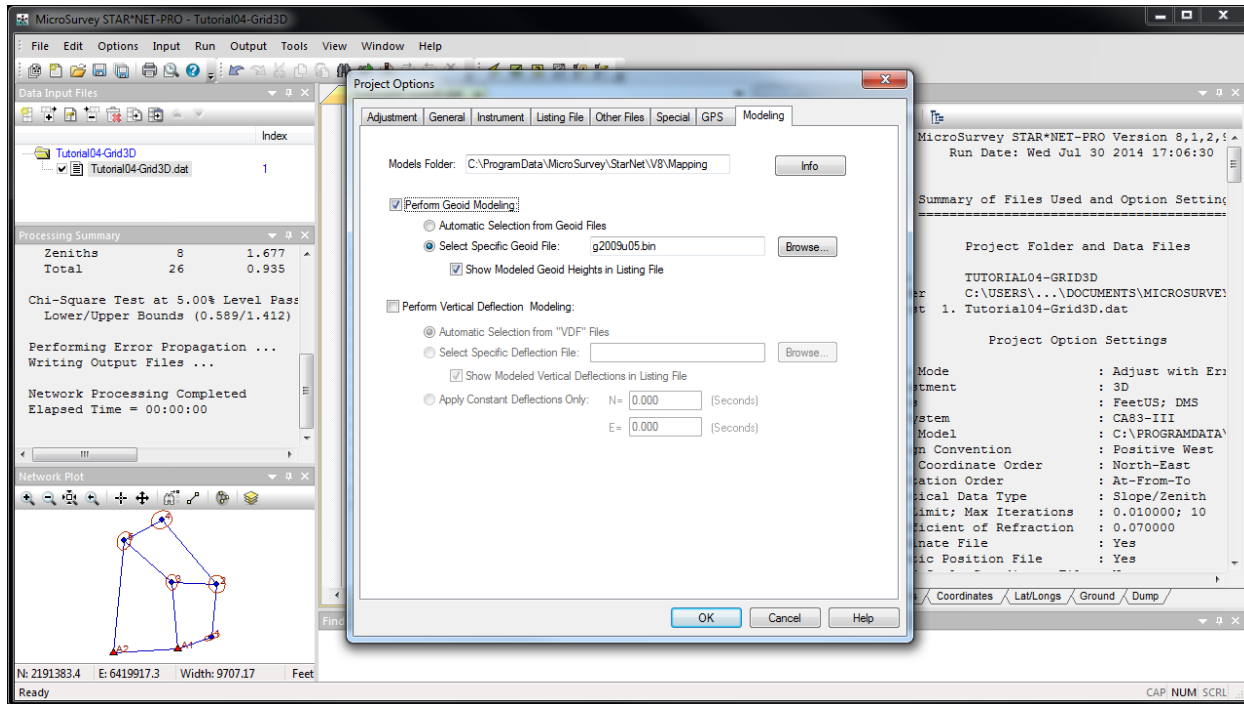 MicroSurvey STAR*NET-PRO - Tutorial04-Grid3D
File Edit Options Input Run Output Tools View Window Help
Data Input Files
Index
Tutorial04-Grid3D
Tutorial04-Grid3D.dat 1
Processing Summary
Zeniths 8 1.677
Total 26 0.935
Chi-Square Test at 5.00% Level Pass
Lower/Upper Bounds (0.589/1.412)
Performing Error Propagation ...
Writing Output Files ...
Network Processing Completed
Elapsed Time = 00:00:00
Network Plot
4
5
3
2
1
A2
A1
N: 2191383.4 E: 6419917.3 Width: 9707.17 Feet
Ready
Project Options
Adjustment General Instrument Listing File Other Files Special GPS Modeling
Models Folder: C:\ProgramData\MicroSurvey\StarNet\V8\Mapping Info
Perform Geoid Modeling:
Automatic Selection from Geoid Files
Select Specific Geoid File: g2009u05.bin Browse...
Show Modeled Geoid Heights in Listing File
Perform Vertical Deflection Modeling:
Automatic Selection from "VDF" Files
Select Specific Deflection File: Browse...
Show Modeled Vertical Deflections in Listing File
Apply Constant Deflections Only: N= 0.000 (Seconds)
E= 0.000 (Seconds)
OK Cancel Help
Find
MicroSurvey STAR*NET-PRO Version 8,1,2,9
Run Date: Wed Jul 30 2014 17:06:30
Summary of Files Used and Option Setting
Project Folder and Data Files
TUTORIAL04-GRID3D
C:\USERS\...\DOCUMENTS\MICROSURVEY
1. Tutorial04-Grid3D.dat
Project Option Settings
Mode : Adjust with Err
: 3D
: FeetUS; DMS
: CA83-III
Model : C:\PROGRAMDATA\
Convention : Positive West
Coordinate Order : North-East
Order : At-From-To
Data Type : Slope/Zenith
Max Iterations : 0.010000; 10
of Refraction : 0.070000
File : Yes
Position File : Yes
Coordinates Lat/Longs Ground Dump
CAP NUM SCRL